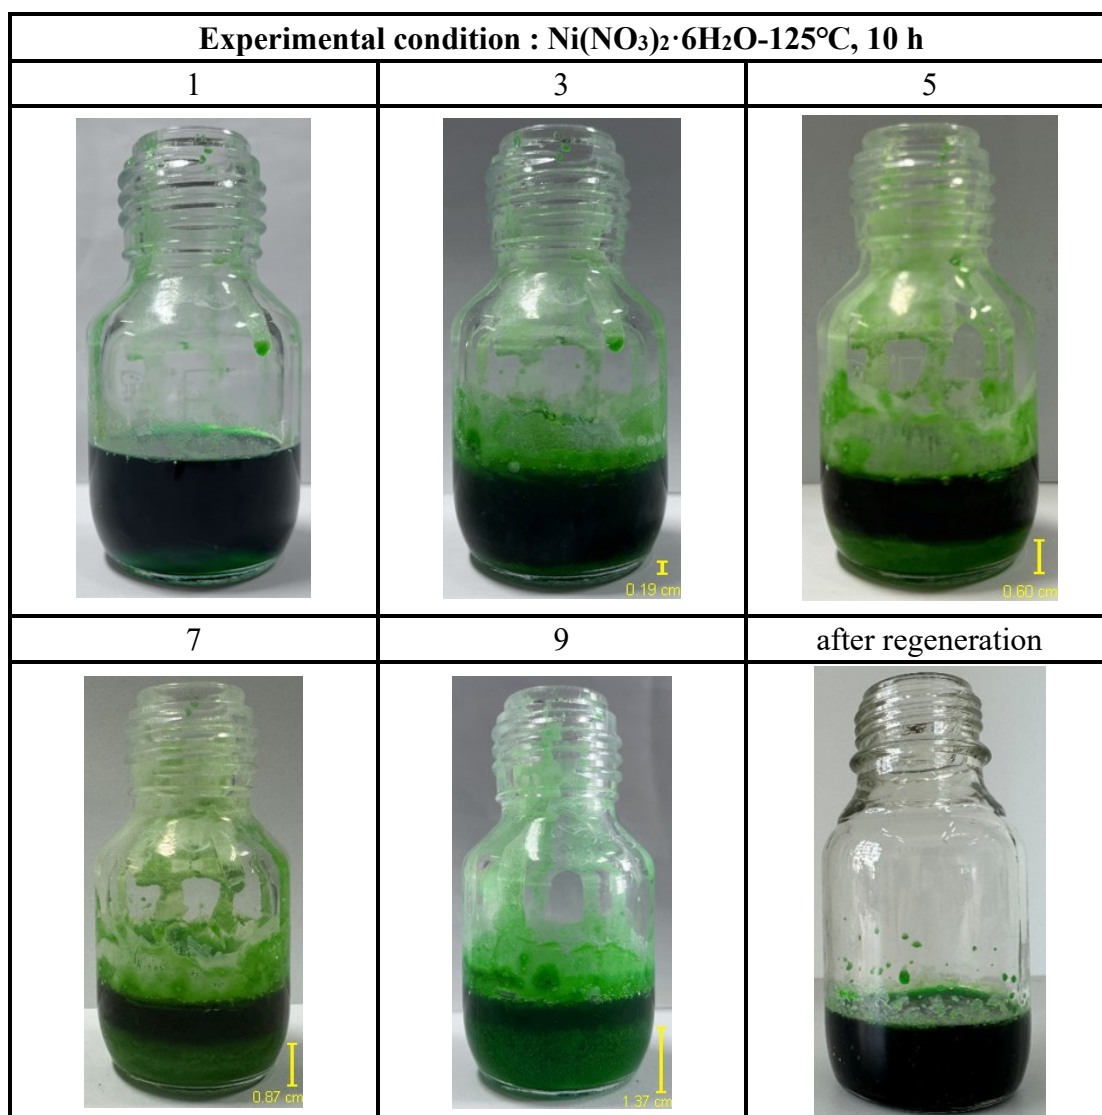 Experimental condition : Ni(NO₃)₂·6H₂O-125℃, 10 h
1
3
5
0.19 cm
0.60 cm
7
9
after regeneration
0.87 cm
1.37 cm